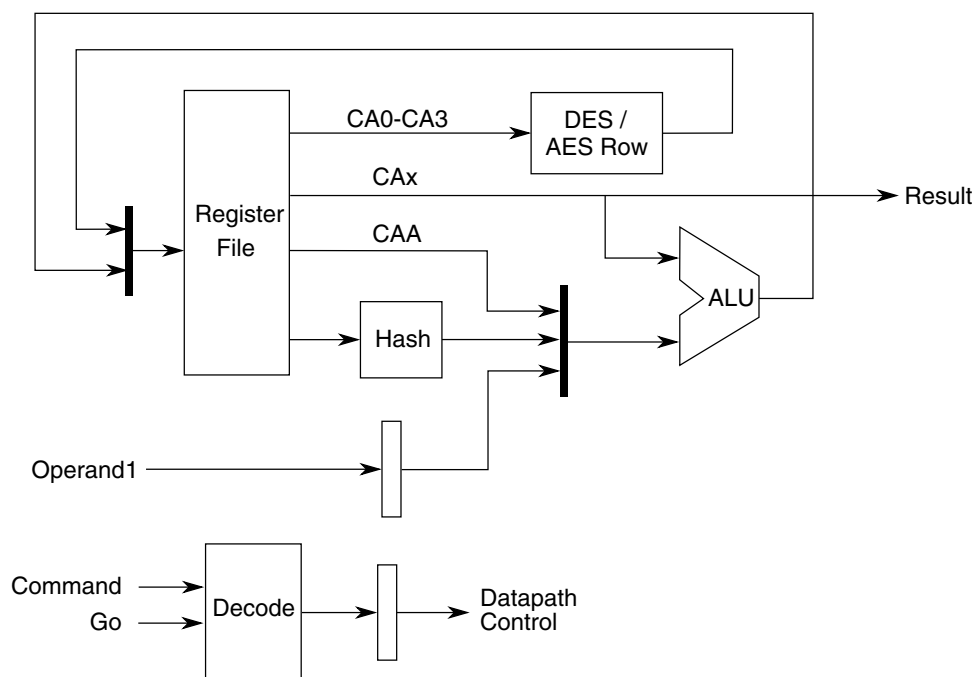 CA0-CA3
DES /
AES Row
CAx
Result
Register
File
CAA
ALU
Hash
Operand1
Command
Go
Decode
Datapath
Control